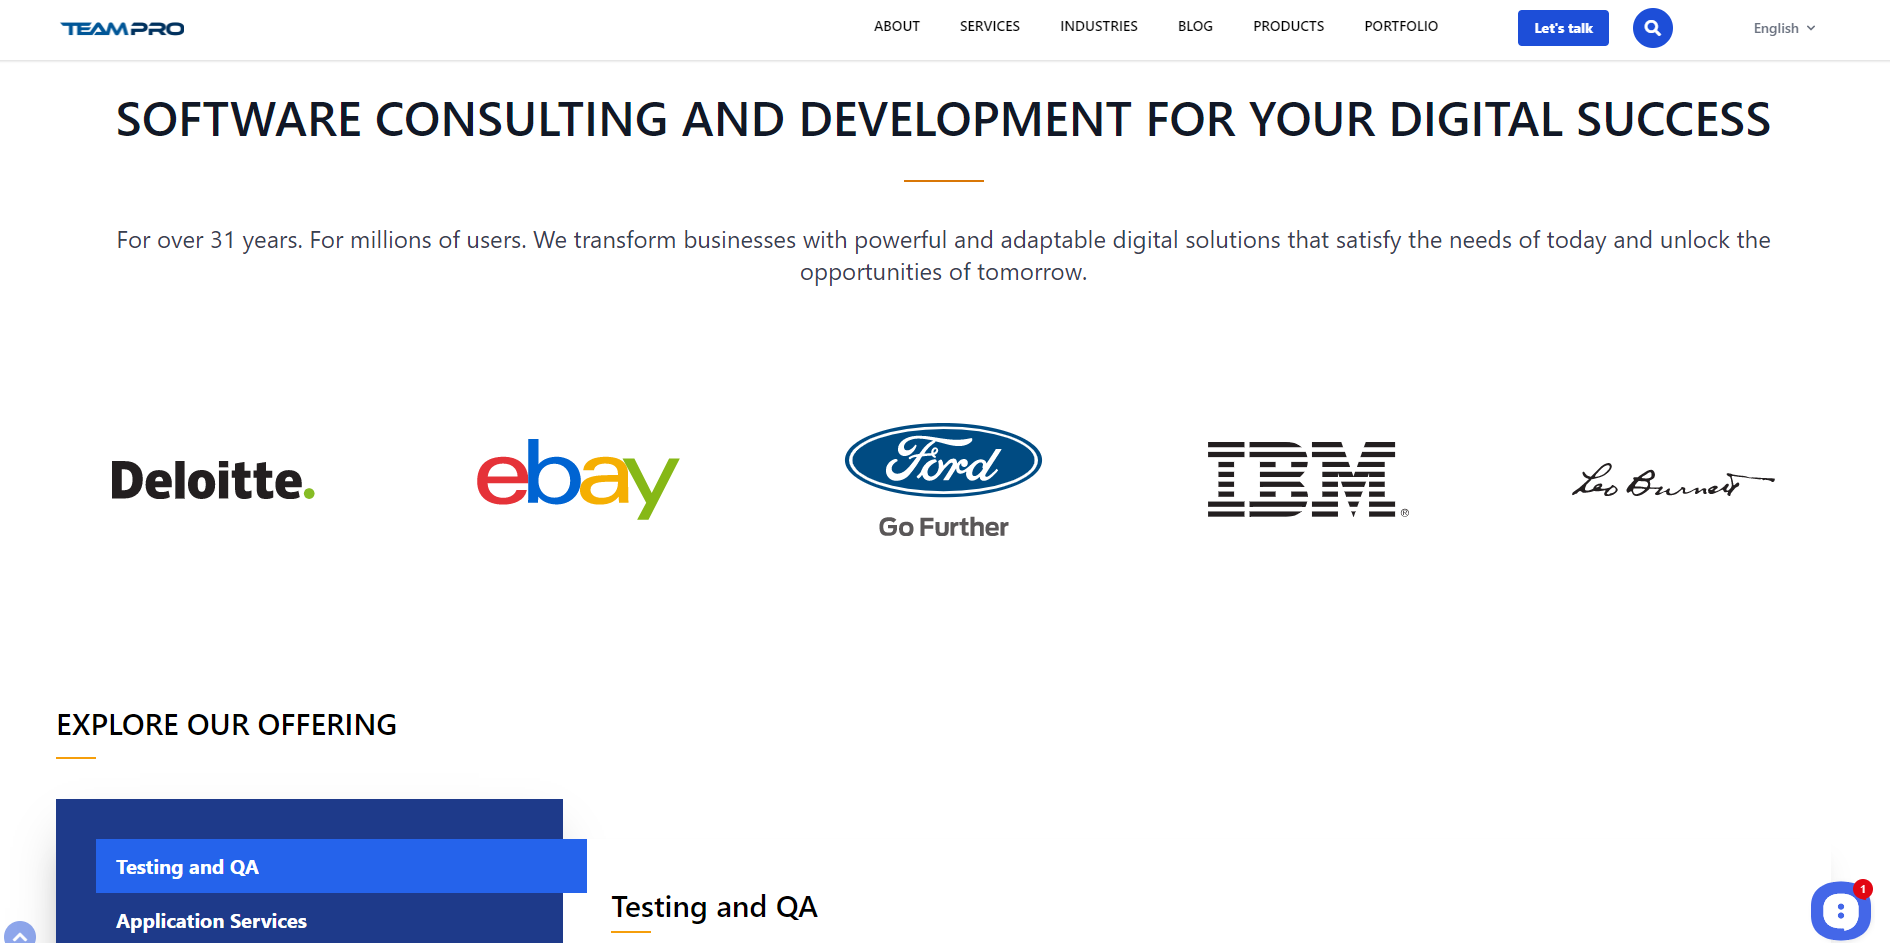 TEAMPRO
ABOUT SERVICES INDUSTRIES BLOG PRODUCTS PORTFOLIO Let's talk English
SOFTWARE CONSULTING AND DEVELOPMENT FOR YOUR DIGITAL SUCCESS
For over 31 years. For millions of users. We transform businesses with powerful and adaptable digital solutions that satisfy the needs of today and unlock the
opportunities of tomorrow.
Deloitte. ebay Ford IBM® Leo Burnett
Go Further
EXPLORE OUR OFFERING
Testing and QA
Application Services
Testing and QA
1